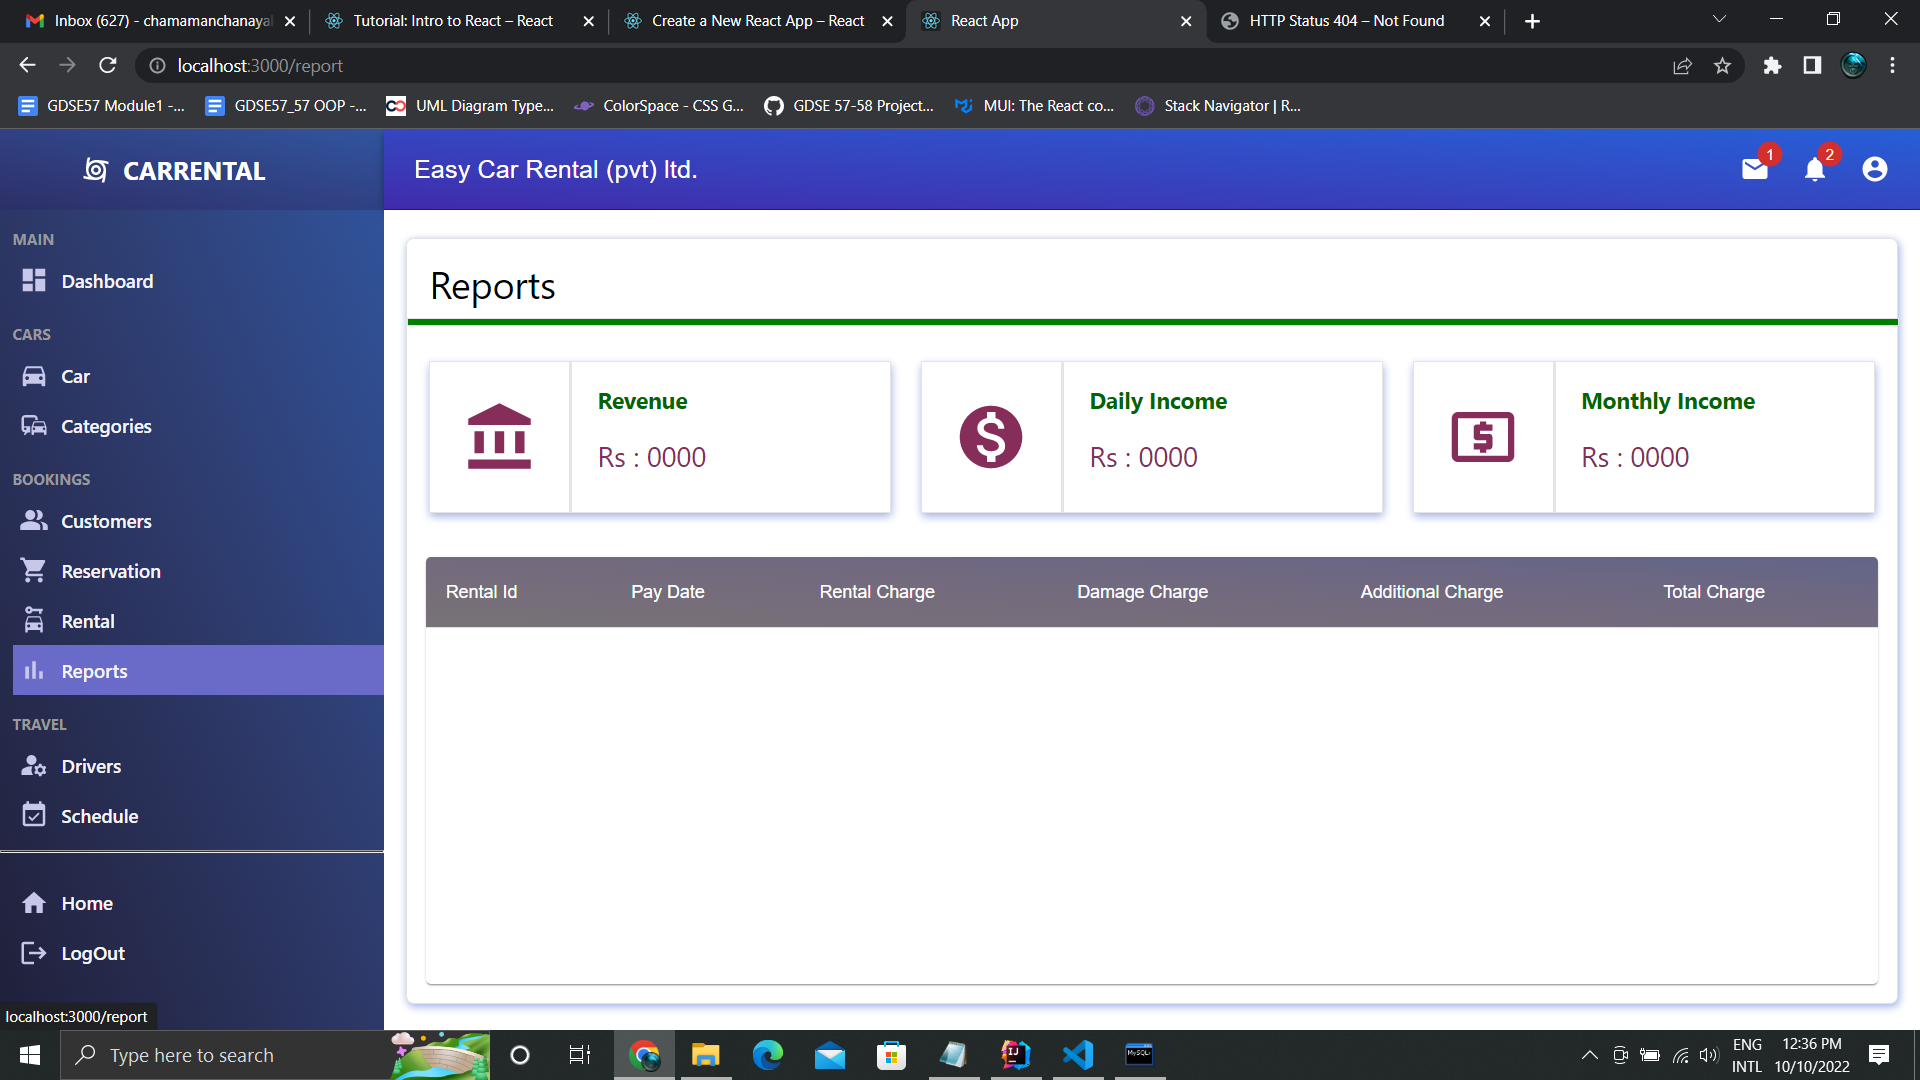 Inbox (627) - chamamanchanaya
Tutorial: Intro to React – React
Create a New React App – React
React App
HTTP Status 404 – Not Found
localhost:3000/report
GDSE57 Module1 -...
GDSE57_57 OOP -...
UML Diagram Type...
ColorSpace - CSS G...
GDSE 57-58 Project...
MUI: The React co...
Stack Navigator | R...
CARRENTAL
Easy Car Rental (pvt) ltd.
1
2
MAIN
Dashboard
CARS
Car
Categories
BOOKINGS
Customers
Reservation
Rental
Reports
TRAVEL
Drivers
Schedule
Home
LogOut
Reports
Revenue
Rs : 0000
Daily Income
Rs : 0000
Monthly Income
Rs : 0000
Rental Id
Pay Date
Rental Charge
Damage Charge
Additional Charge
Total Charge
localhost:3000/report
Type here to search
MySQL
ENG
INTL
12:36 PM
10/10/2022